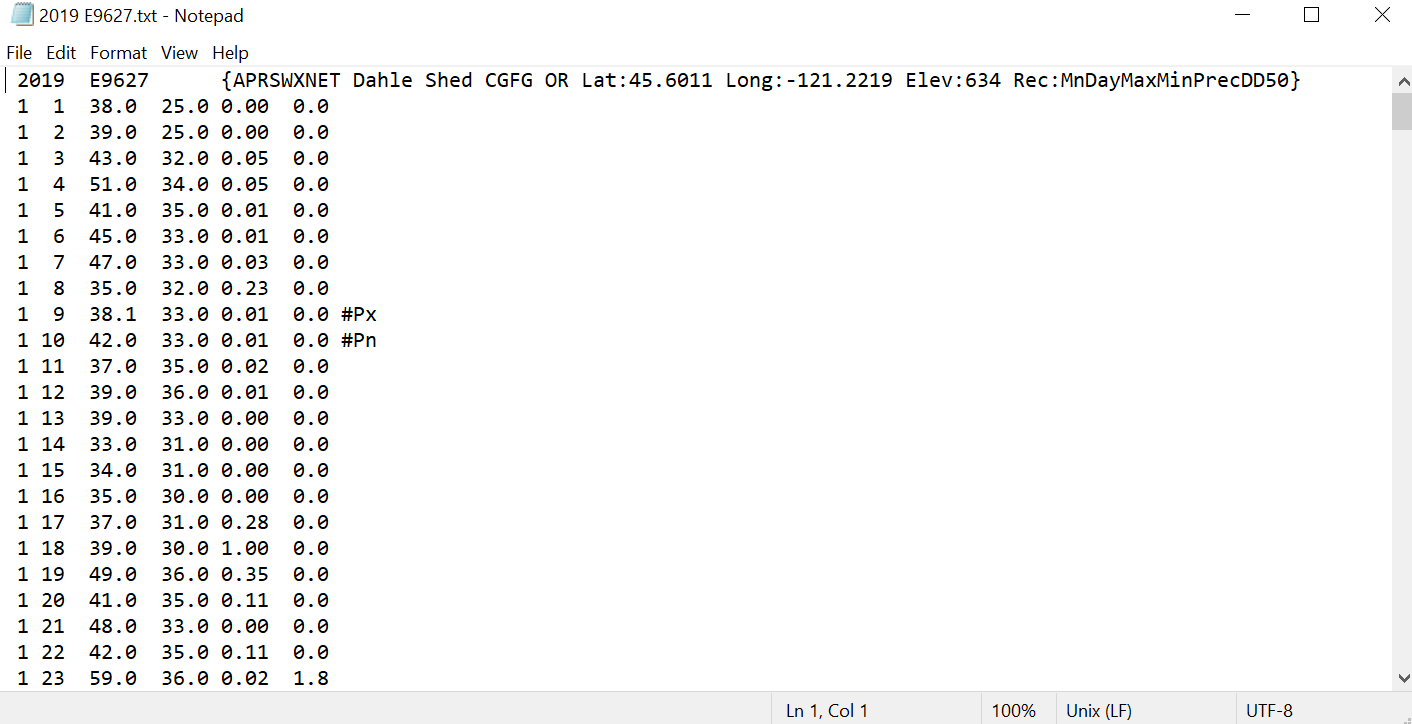 2019 E9627.txt - Notepad
File Edit Format View Help
2019  E9627      {APRSWXNET Dahle Shed CGFG OR Lat:45.6011 Long:-121.2219 Elev:634 Rec:MnDayMaxMinPrecDD50}
1  1  38.0  25.0 0.00  0.0
1  2  39.0  25.0 0.00  0.0
1  3  43.0  32.0 0.05  0.0
1  4  51.0  34.0 0.05  0.0
1  5  41.0  35.0 0.01  0.0
1  6  45.0  33.0 0.01  0.0
1  7  47.0  33.0 0.03  0.0
1  8  35.0  32.0 0.23  0.0
1  9  38.1  33.0 0.01  0.0 #Px
1 10  42.0  33.0 0.01  0.0 #Pn
1 11  37.0  35.0 0.02  0.0
1 12  39.0  36.0 0.01  0.0
1 13  39.0  33.0 0.00  0.0
1 14  33.0  31.0 0.00  0.0
1 15  34.0  31.0 0.00  0.0
1 16  35.0  30.0 0.00  0.0
1 17  37.0  31.0 0.28  0.0
1 18  39.0  30.0 1.00  0.0
1 19  49.0  36.0 0.35  0.0
1 20  41.0  35.0 0.11  0.0
1 21  48.0  33.0 0.00  0.0
1 22  42.0  35.0 0.11  0.0
1 23  59.0  36.0 0.02  1.8
Ln 1, Col 1 100% Unix (LF) UTF-8